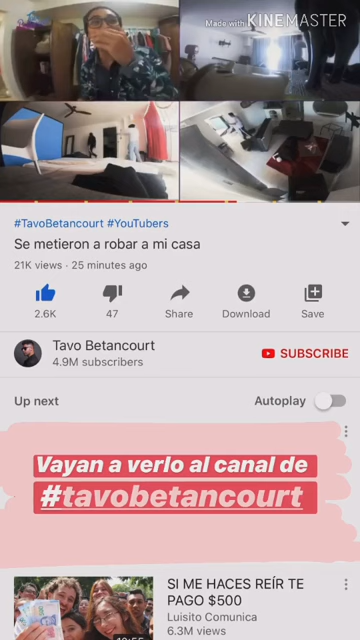 Made with KINEMASTER
#TavoBetancourt #YouTubers
Se metieron a robar a mi casa
21K views · 25 minutes ago
2.6K
47
Share
Download
Save
Tavo Betancourt
4.9M subscribers
SUBSCRIBE
Up next
Autoplay
Vayan a verlo al canal de
#tavobetancourt
SI ME HACES REÍR TE
PAGO $500
Luisito Comunica
6.3M views